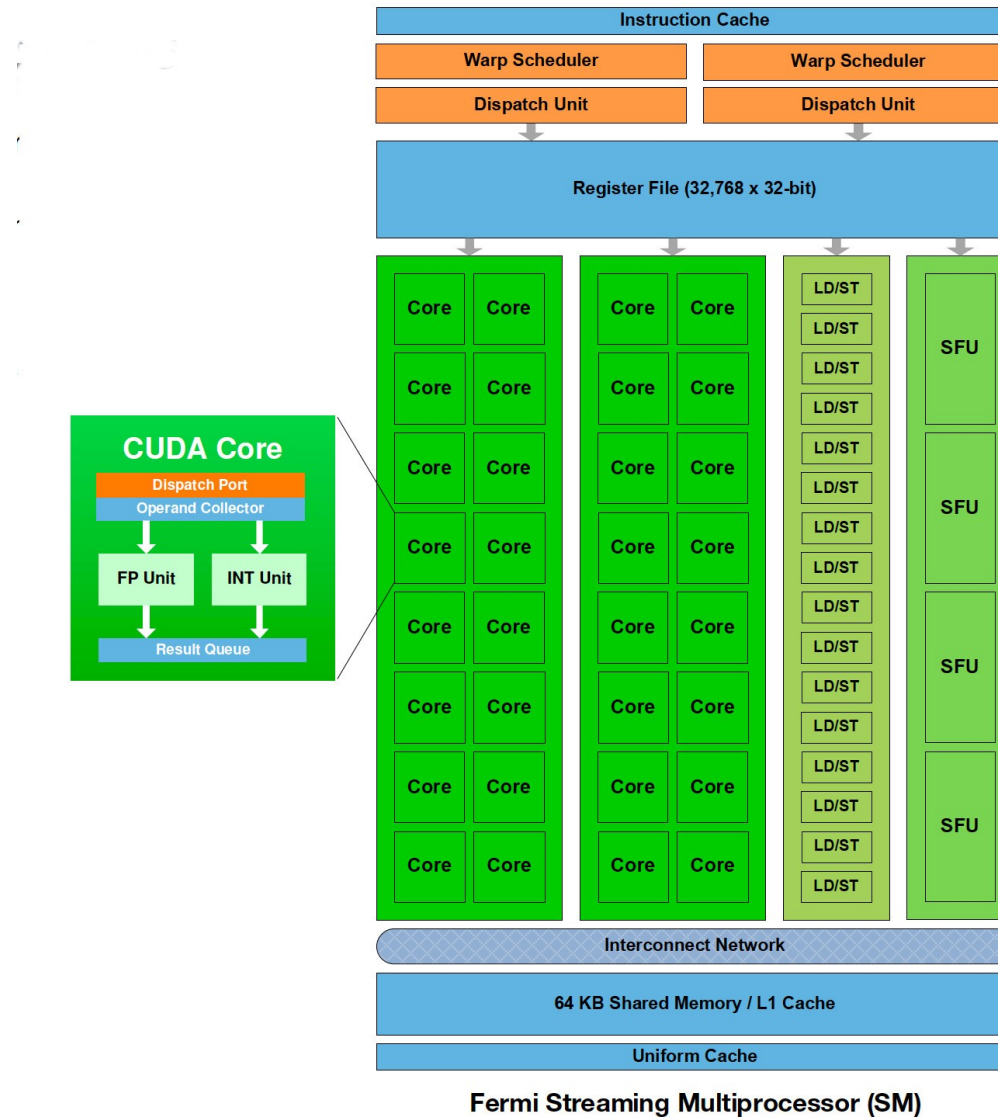 Instruction Cache
Warp Scheduler Warp Scheduler
Dispatch Unit Dispatch Unit
Register File (32,768 x 32-bit)
Core Core Core Core LD/ST
LD/ST
SFU
Core Core Core Core LD/ST
LD/ST
Core Core Core Core LD/ST
LD/ST
SFU
Core Core Core Core LD/ST
LD/ST
Core Core Core Core LD/ST
LD/ST
SFU
Core Core Core Core LD/ST
LD/ST
Core Core Core Core LD/ST
LD/ST
SFU
Core Core Core Core LD/ST
LD/ST
CUDA Core
Dispatch Port
Operand Collector
FP Unit INT Unit
Result Queue
Interconnect Network
64 KB Shared Memory / L1 Cache
Uniform Cache
Fermi Streaming Multiprocessor (SM)